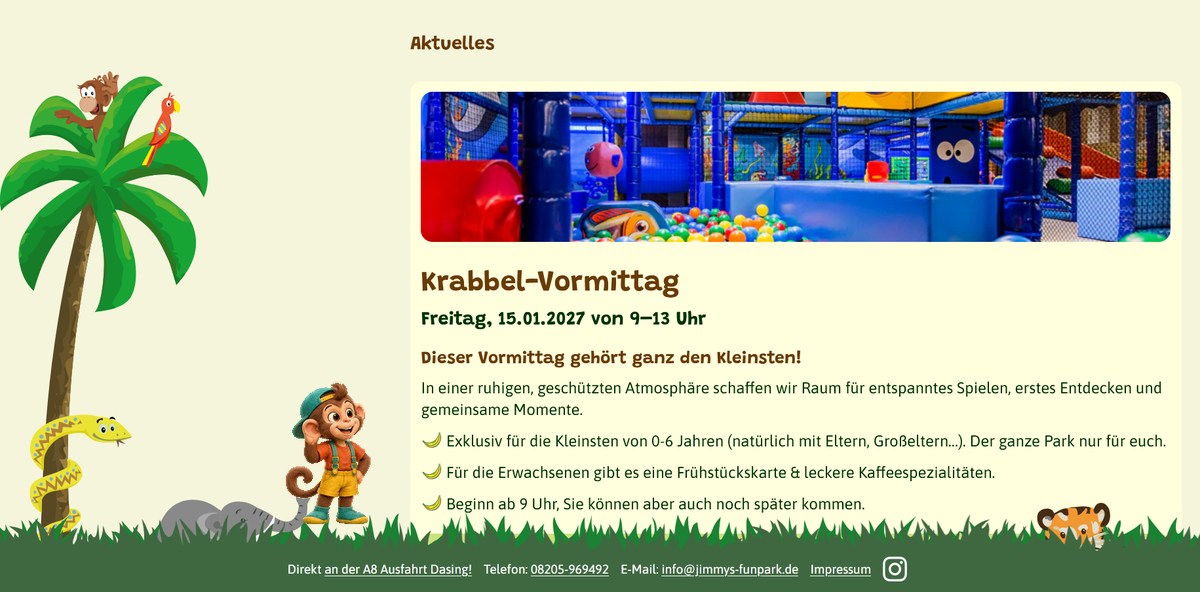 Aktuelles
Krabbel-Vormittag
Freitag, 15.01.2027 von 9–13 Uhr
Dieser Vormittag gehört ganz den Kleinsten!
In einer ruhigen, geschützten Atmosphäre schaffen wir Raum für entspanntes Spielen, erstes Entdecken und
gemeinsame Momente.
Exklusiv für die Kleinsten von 0-6 Jahren (natürlich mit Eltern, Großeltern...). Der ganze Park nur für euch.
Für die Erwachsenen gibt es eine Frühstückskarte & leckere Kaffeespezialitäten.
Beginn ab 9 Uhr, Sie können aber auch noch später kommen.
Direkt an der A8 Ausfahrt Dasing! Telefon: 08205-969492 E-Mail: info@jimmys-funpark.de Impressum